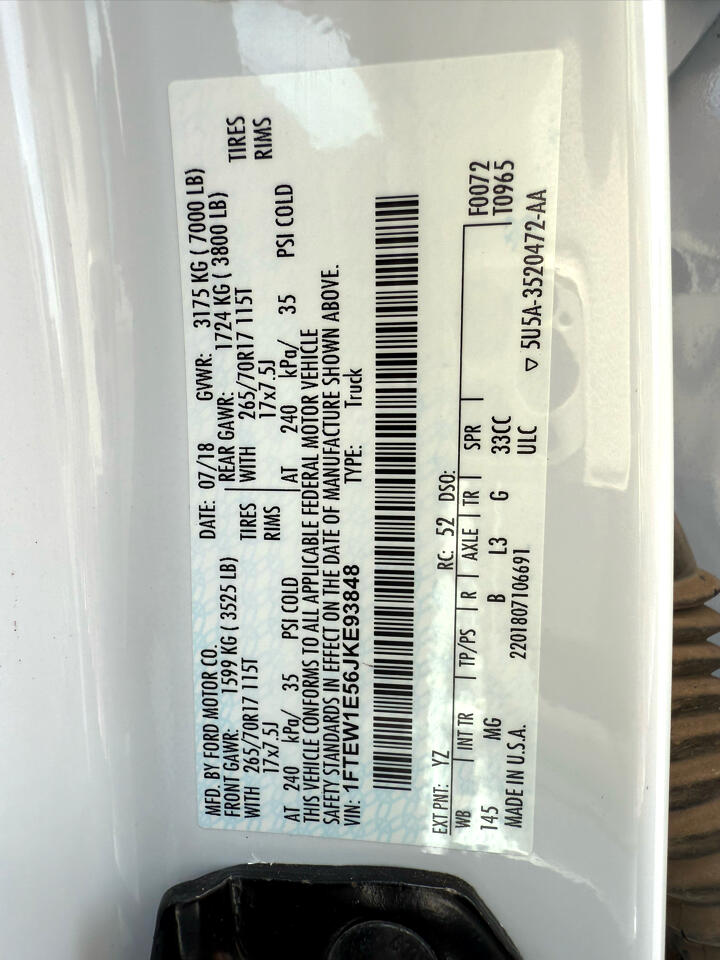 MFD. BY FORD MOTOR CO. DATE: 07/18 GVWR: 3175 KG ( 7000 LB)
FRONT GAWR: 1599 KG ( 3525 LB) REAR GAWR: 1724 KG ( 3800 LB)
WITH 265/70R17 115T TIRES WITH 265/70R17 115T TIRES
17x7.5J RIMS 17x7.5J RIMS
AT 240 kPa/ 35 PSI COLD AT 240 kPa/ 35 PSI COLD
THIS VEHICLE CONFORMS TO ALL APPLICABLE FEDERAL MOTOR VEHICLE
SAFETY STANDARDS IN EFFECT ON THE DATE OF MANUFACTURE SHOWN ABOVE.
VIN: 1FTEW1E56JKE93848 TYPE: Truck
EXT PNT: YZ RC: 52 DSO:
WB INT TR TP/PS R AXLE TR SPR F0072
145 MG B L3 G 33CC T0965
MADE IN U.S.A. 2201807106691 ULC ▽ 5U5A-3520472-AA